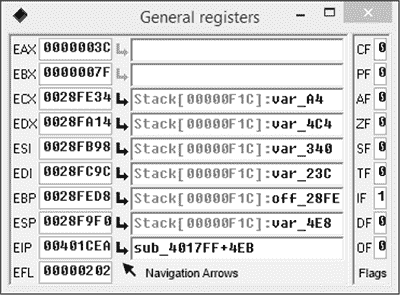 General registers
EAX 0000003C CF 0
EBX 0000007F PF 0
ECX 0028FE34 Stack[00000F1C]:var_A4 AF 0
EDX 0028FA14 Stack[00000F1C]:var_4C4 ZF 0
ESI 0028FB98 Stack[00000F1C]:var_340 SF 0
EDI 0028FC9C Stack[00000F1C]:var_23C TF 0
EBP 0028FED8 Stack[00000F1C]:off_28FE IF 1
ESP 0028F9F0 Stack[00000F1C]:var_4E8 DF 0
EIP 00401CEA sub_4017FF+4EB OF 0
EFL 00000202 Navigation Arrows Flags